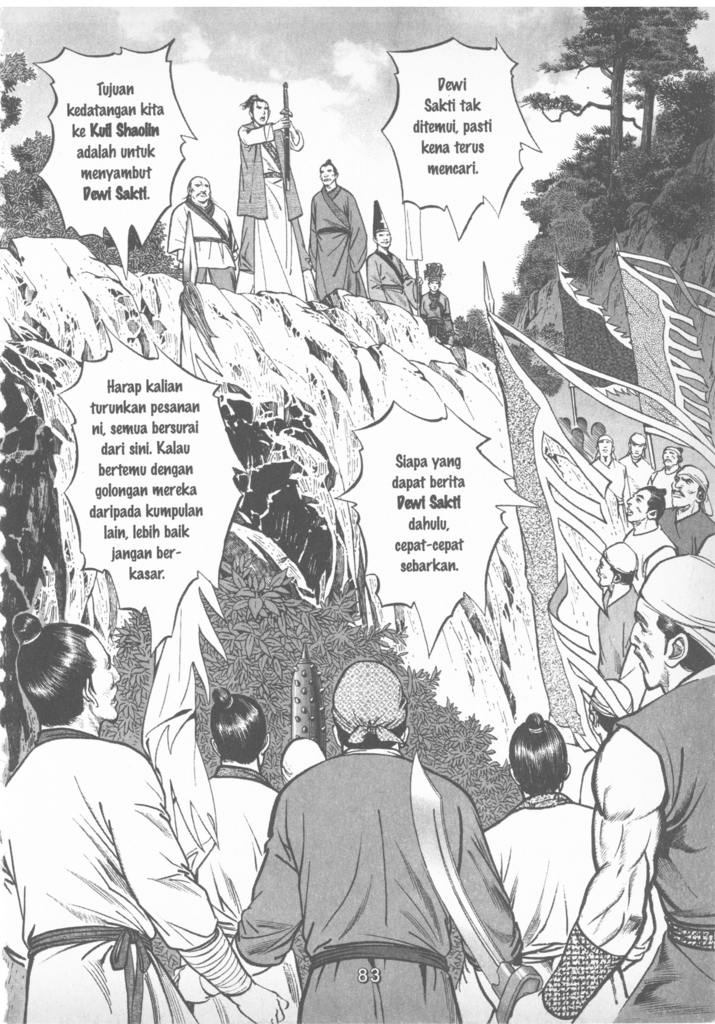 Tujuan
kedatangan kita
ke Kuil Shaolin
adalah untuk
menyambut
Dewi Sakti.
Dewi
Sakti tak
ditemui, pasti
kena terus
mencari.
Harap kalian
turunkan pesanan
ni, semua bersurai
dari sini. Kalau
bertemu dengan
golongan mereka
daripada kumpulan
lain, lebih baik
jangan ber-
kasar.
Siapa yang
dapat berita
Dewi Sakti
dahulu,
cepat-cepat
sebarkan.
83